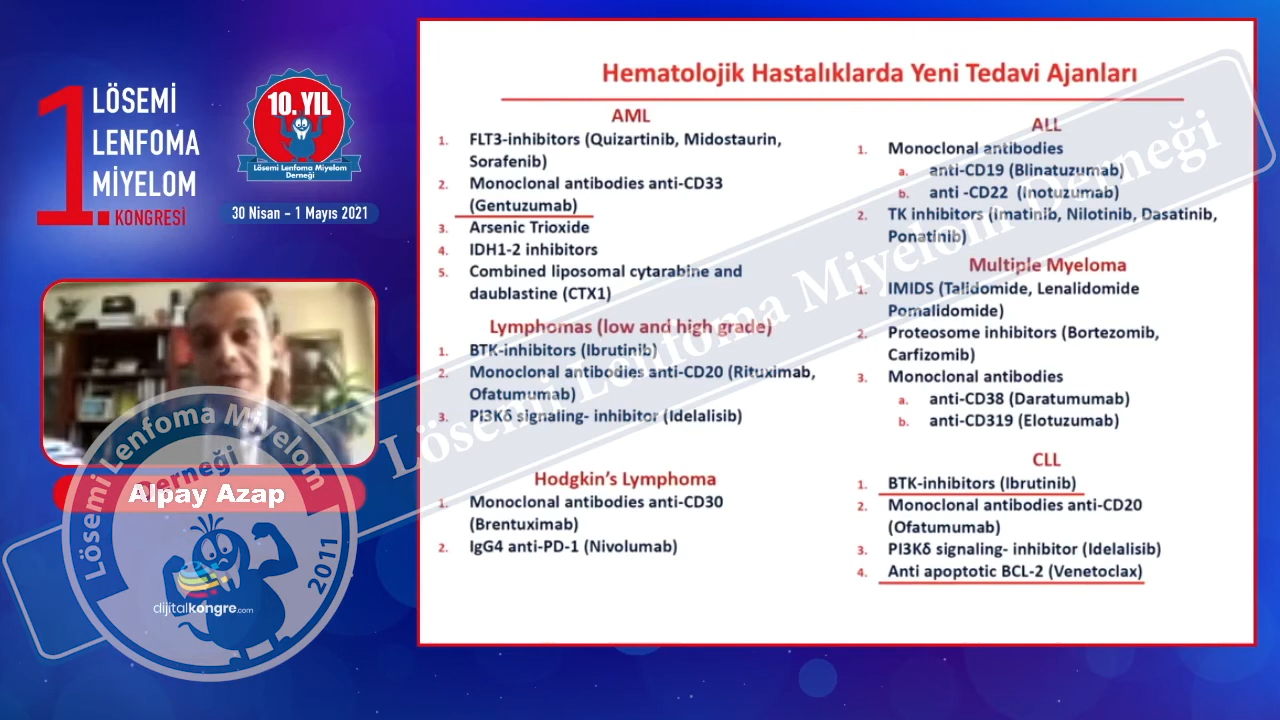 1.
LÖSEMİ
LENFOMA
MİYELOM
KONGRESİ
10. YIL
Lösemi Lenfoma Miyelom
Derneği
30 Nisan – 1 Mayıs 2021
Alpay Azap
Lösemi Lenfoma Miyelom
Derneği
2011
dijitalkongre.com
Lösemi Lenfoma Miyelom Derneği
Hematolojik Hastalıklarda Yeni Tedavi Ajanları
AML
1. FLT3-inhibitors (Quizartinib, Midostaurin,
Sorafenib)
2. Monoclonal antibodies anti-CD33
(Gentuzumab)
3. Arsenic Trioxide
4. IDH1-2 inhibitors
5. Combined liposomal cytarabine and
daublastine (CTX1)
Lymphomas (low and high grade)
1. BTK-inhibitors (Ibrutinib)
2. Monoclonal antibodies anti-CD20 (Rituximab,
Ofatumumab)
3. PI3Kδ signaling- inhibitor (Idelalisib)
Hodgkin's Lymphoma
1. Monoclonal antibodies anti-CD30
(Brentuximab)
2. IgG4 anti-PD-1 (Nivolumab)
ALL
1. Monoclonal antibodies
a. anti-CD19 (Blinatuzumab)
b. anti -CD22 (Inotuzumab)
2. TK inhibitors (Imatinib, Nilotinib, Dasatinib,
Ponatinib)
Multiple Myeloma
1. IMIDS (Talidomide, Lenalidomide
Pomalidomide)
2. Proteosome inhibitors (Bortezomib,
Carfizomib)
3. Monoclonal antibodies
a. anti-CD38 (Daratumumab)
b. anti-CD319 (Elotuzumab)
CLL
1. BTK-inhibitors (Ibrutinib)
2. Monoclonal antibodies anti-CD20
(Ofatumumab)
3. PI3Kδ signaling- inhibitor (Idelalisib)
4. Anti apoptotic BCL-2 (Venetoclax)